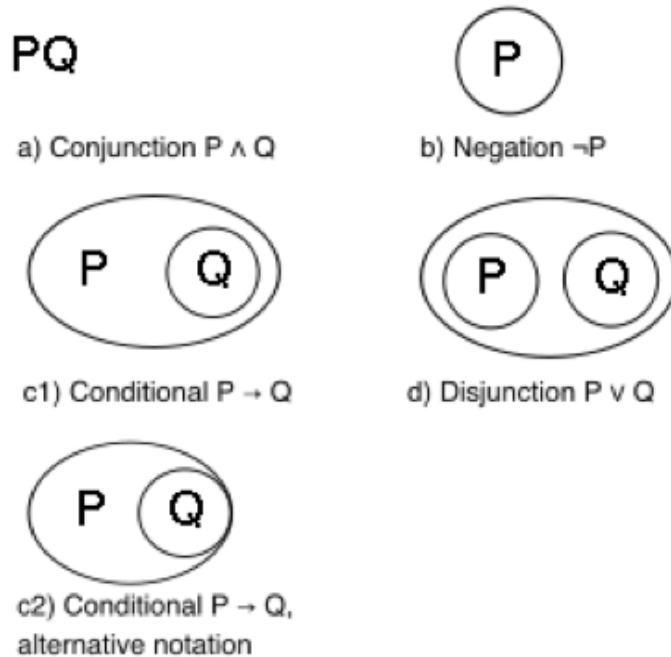 PQ
P
a) Conjunction P ∧ Q
b) Negation ¬P
P
Q
P
Q
c1) Conditional P → Q
d) Disjunction P ∨ Q
P
Q
c2) Conditional P → Q,
alternative notation